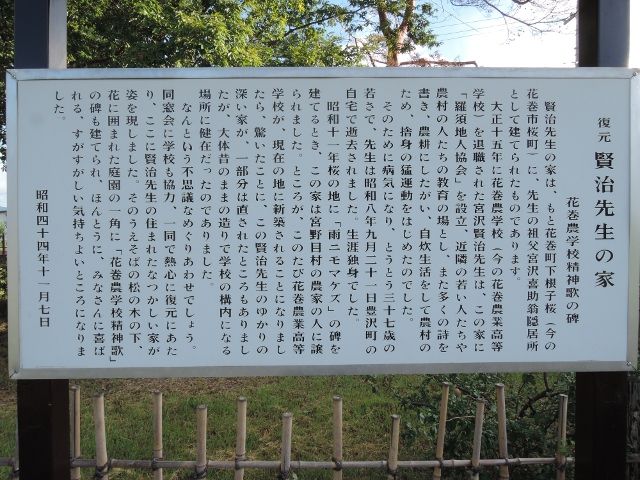 復元 賢治先生の家
花巻農学校精神歌の碑
賢治先生の家は、もと花巻町下根子桜(今の
花巻市桜町)に、先生の祖父宮沢喜助翁隠居所
として建てられたものであります。
大正十五年に花巻農学校(今の花巻農業高等
学校)を退職された宮沢賢治先生は、この家に
「羅須地人協会」を設立、近隣の若い人たちや
農村の人たちの教育の場とし、また多くの詩を
書き、農耕にしたがい、自炊生活をして農村の
ため、捨身の猛運動をはじめたのでした。
そのために病気になり、とうとう三十七歳の
若さで、先生は昭和八年九月二十一日豊沢町の
自宅で逝去されました。生涯独身でした。
昭和十一年桜の地に「雨ニモマケズ」の碑を
建てるとき、この家は宮野目村の農家の人に譲
られました。ところが、このたび花巻農業高等
学校が、現在の地に新築されることになりまし
たら、驚いたことに、この賢治先生のゆかりの
深い家が、一部分は直されたところもありまし
たが、大体昔のままの造りで学校の構内になる
場所に健在だったのでありました。
なんという不思議なめぐりあわせでしょう。
同窓会に学校も協力、一同で熱心に復元にあた
り、ここに賢治先生の住まわれたなつかしい家が
姿を現しました。そのうえそばの松の木の下、
花に囲まれた庭園の一角に「花巻農学校精神歌」
の碑も建てられ、ほんとうに、みなさんに喜ば
れる、すがすがしい気持ちよいところになりま
した。
昭和四十四年十一月七日